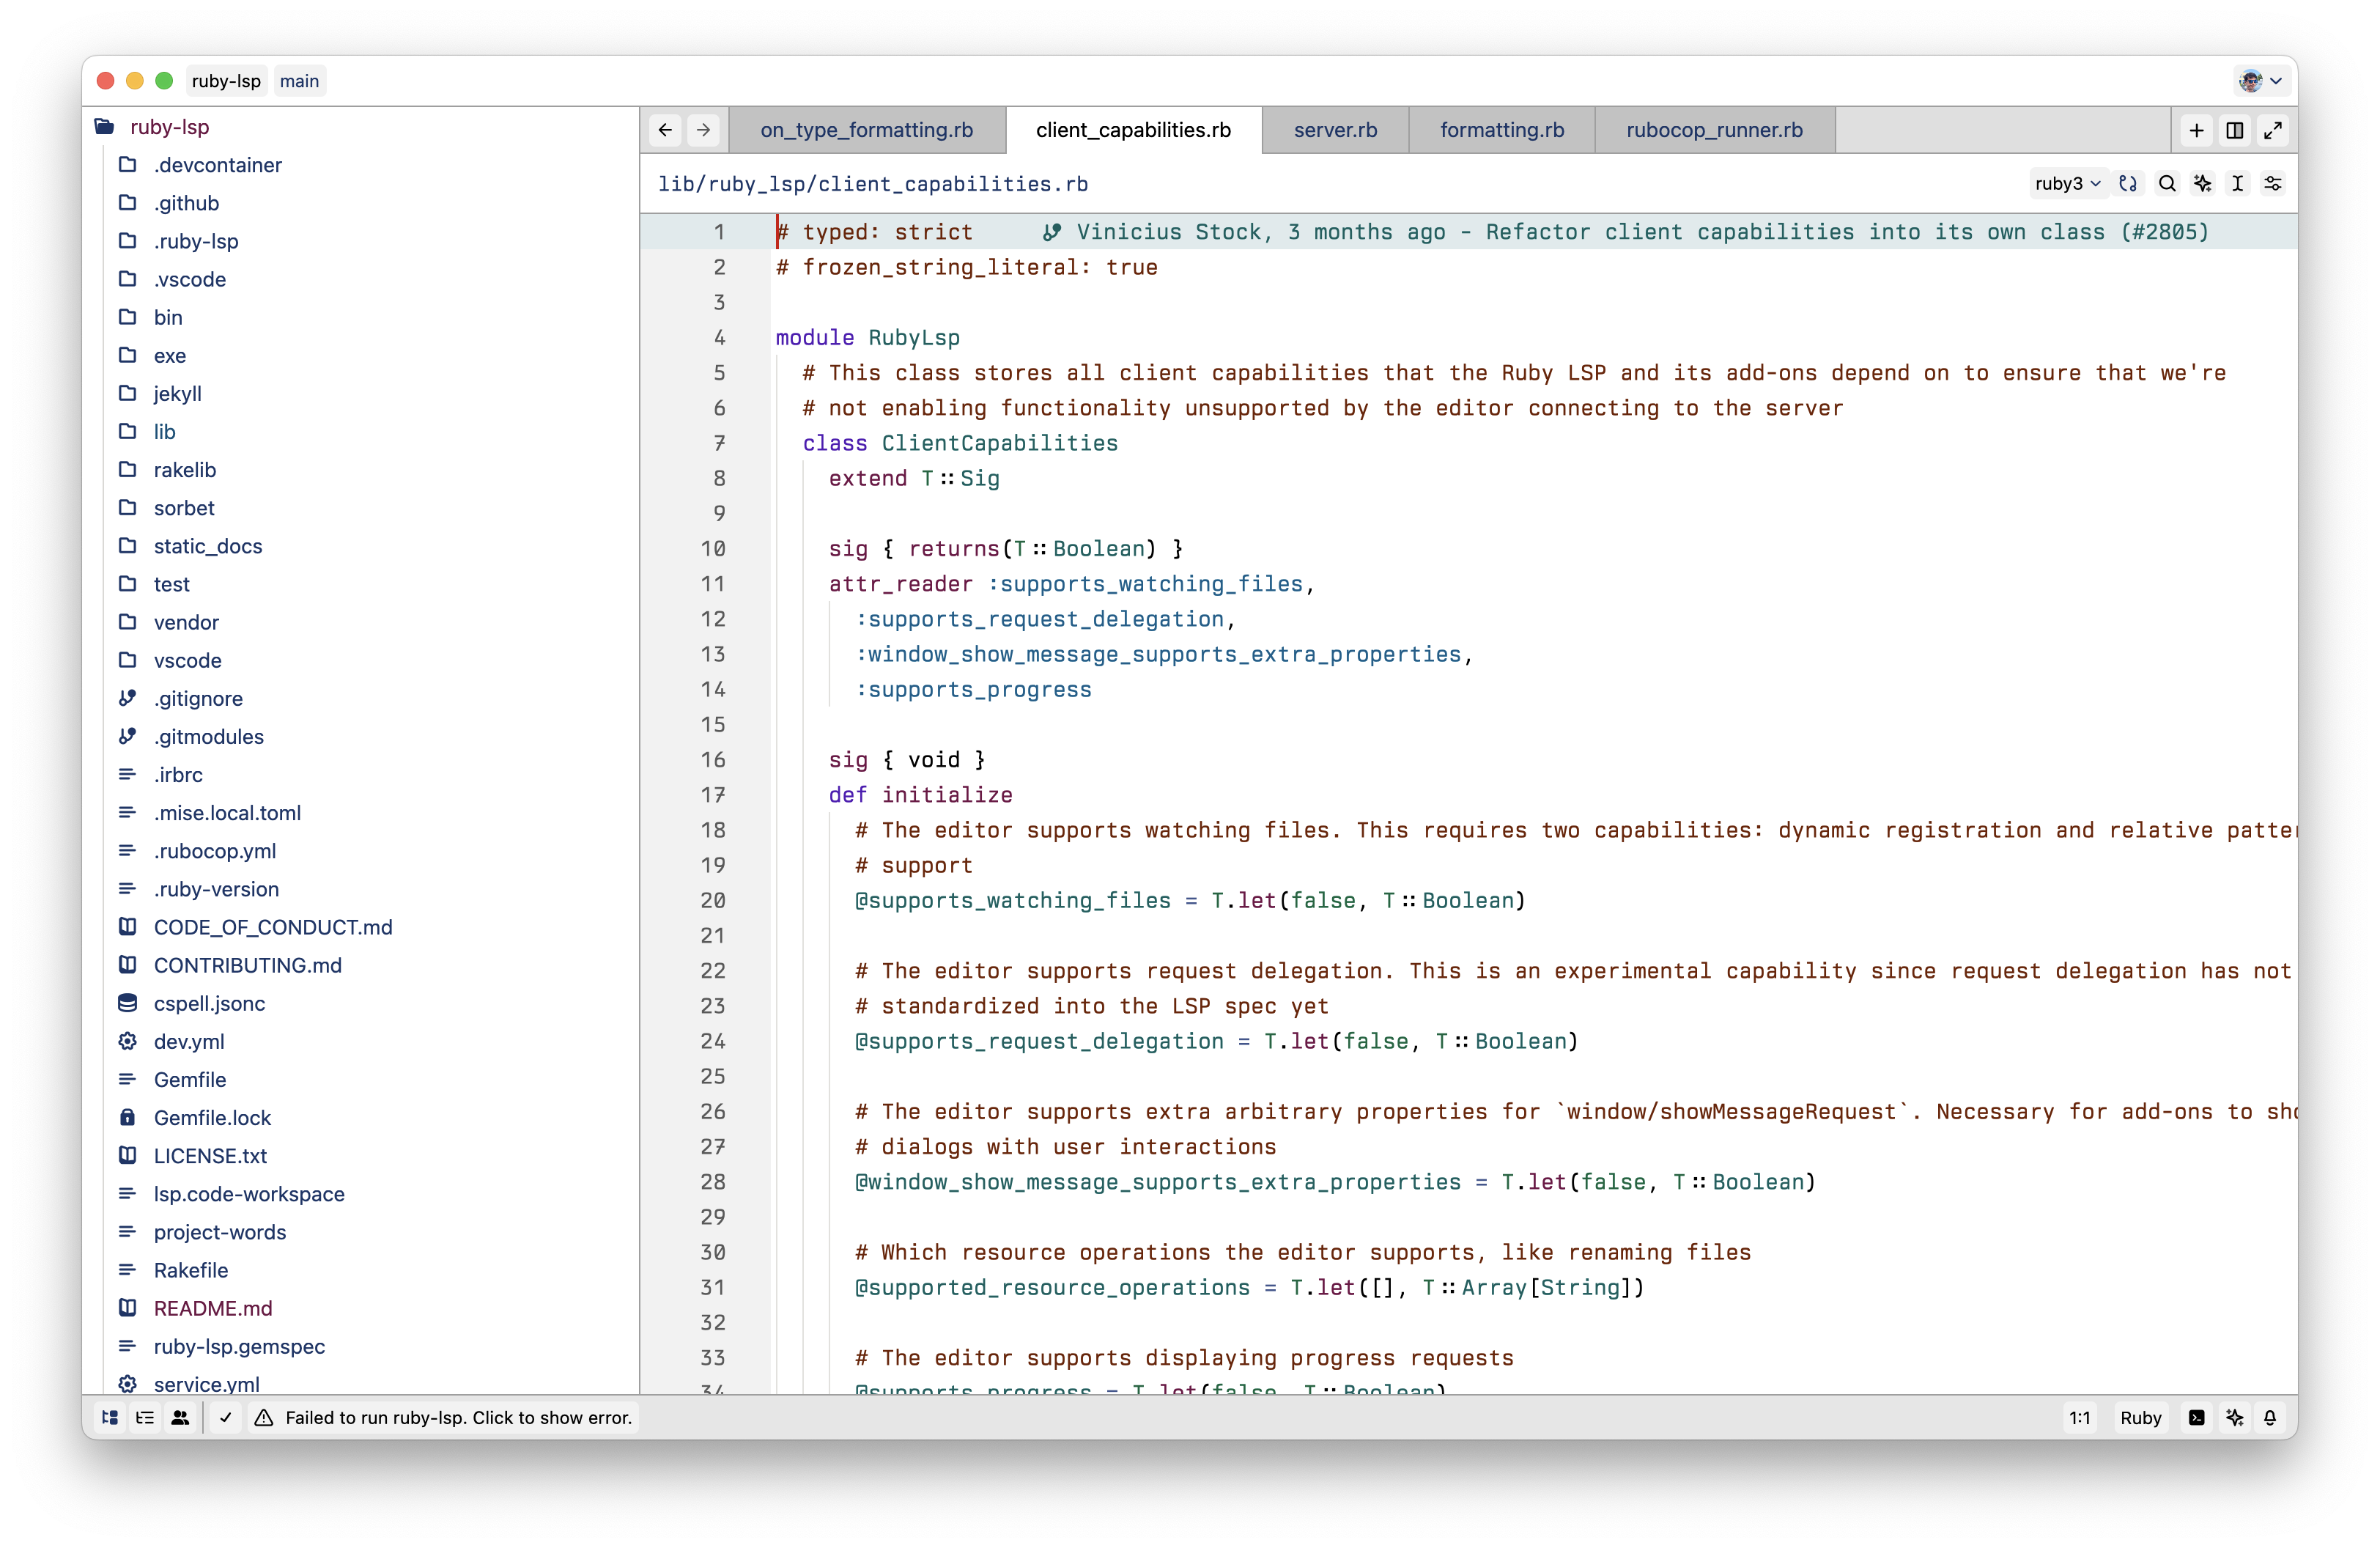 ruby-lsp main
ruby-lsp
.devcontainer
.github
.ruby-lsp
.vscode
bin
exe
jekyll
lib
rakelib
sorbet
static_docs
test
vendor
vscode
.gitignore
.gitmodules
.irbrc
.mise.local.toml
.rubocop.yml
.ruby-version
CODE_OF_CONDUCT.md
CONTRIBUTING.md
cspell.jsonc
dev.yml
Gemfile
Gemfile.lock
LICENSE.txt
lsp.code-workspace
project-words
Rakefile
README.md
ruby-lsp.gemspec
service.yml
on_type_formatting.rb client_capabilities.rb server.rb formatting.rb rubocop_runner.rb
lib/ruby_lsp/client_capabilities.rb ruby3
1 # typed: strict Vinicius Stock, 3 months ago - Refactor client capabilities into its own class (#2805)
2 # frozen_string_literal: true
3
4 module RubyLsp
5 # This class stores all client capabilities that the Ruby LSP and its add-ons depend on to ensure that we're
6 # not enabling functionality unsupported by the editor connecting to the server
7 class ClientCapabilities
8 extend T::Sig
9
10 sig { returns(T::Boolean) }
11 attr_reader :supports_watching_files,
12 :supports_request_delegation,
13 :window_show_message_supports_extra_properties,
14 :supports_progress
15
16 sig { void }
17 def initialize
18 # The editor supports watching files. This requires two capabilities: dynamic registration and relative patter
19 # support
20 @supports_watching_files = T.let(false, T::Boolean)
21
22 # The editor supports request delegation. This is an experimental capability since request delegation has not
23 # standardized into the LSP spec yet
24 @supports_request_delegation = T.let(false, T::Boolean)
25
26 # The editor supports extra arbitrary properties for `window/showMessageRequest`. Necessary for add-ons to sho
27 # dialogs with user interactions
28 @window_show_message_supports_extra_properties = T.let(false, T::Boolean)
29
30 # Which resource operations the editor supports, like renaming files
31 @supported_resource_operations = T.let([], T::Array[String])
32
33 # The editor supports displaying progress requests
34 @supports_progress = T.let(false, T::Boolean)
Failed to run ruby-lsp. Click to show error. 1:1 Ruby